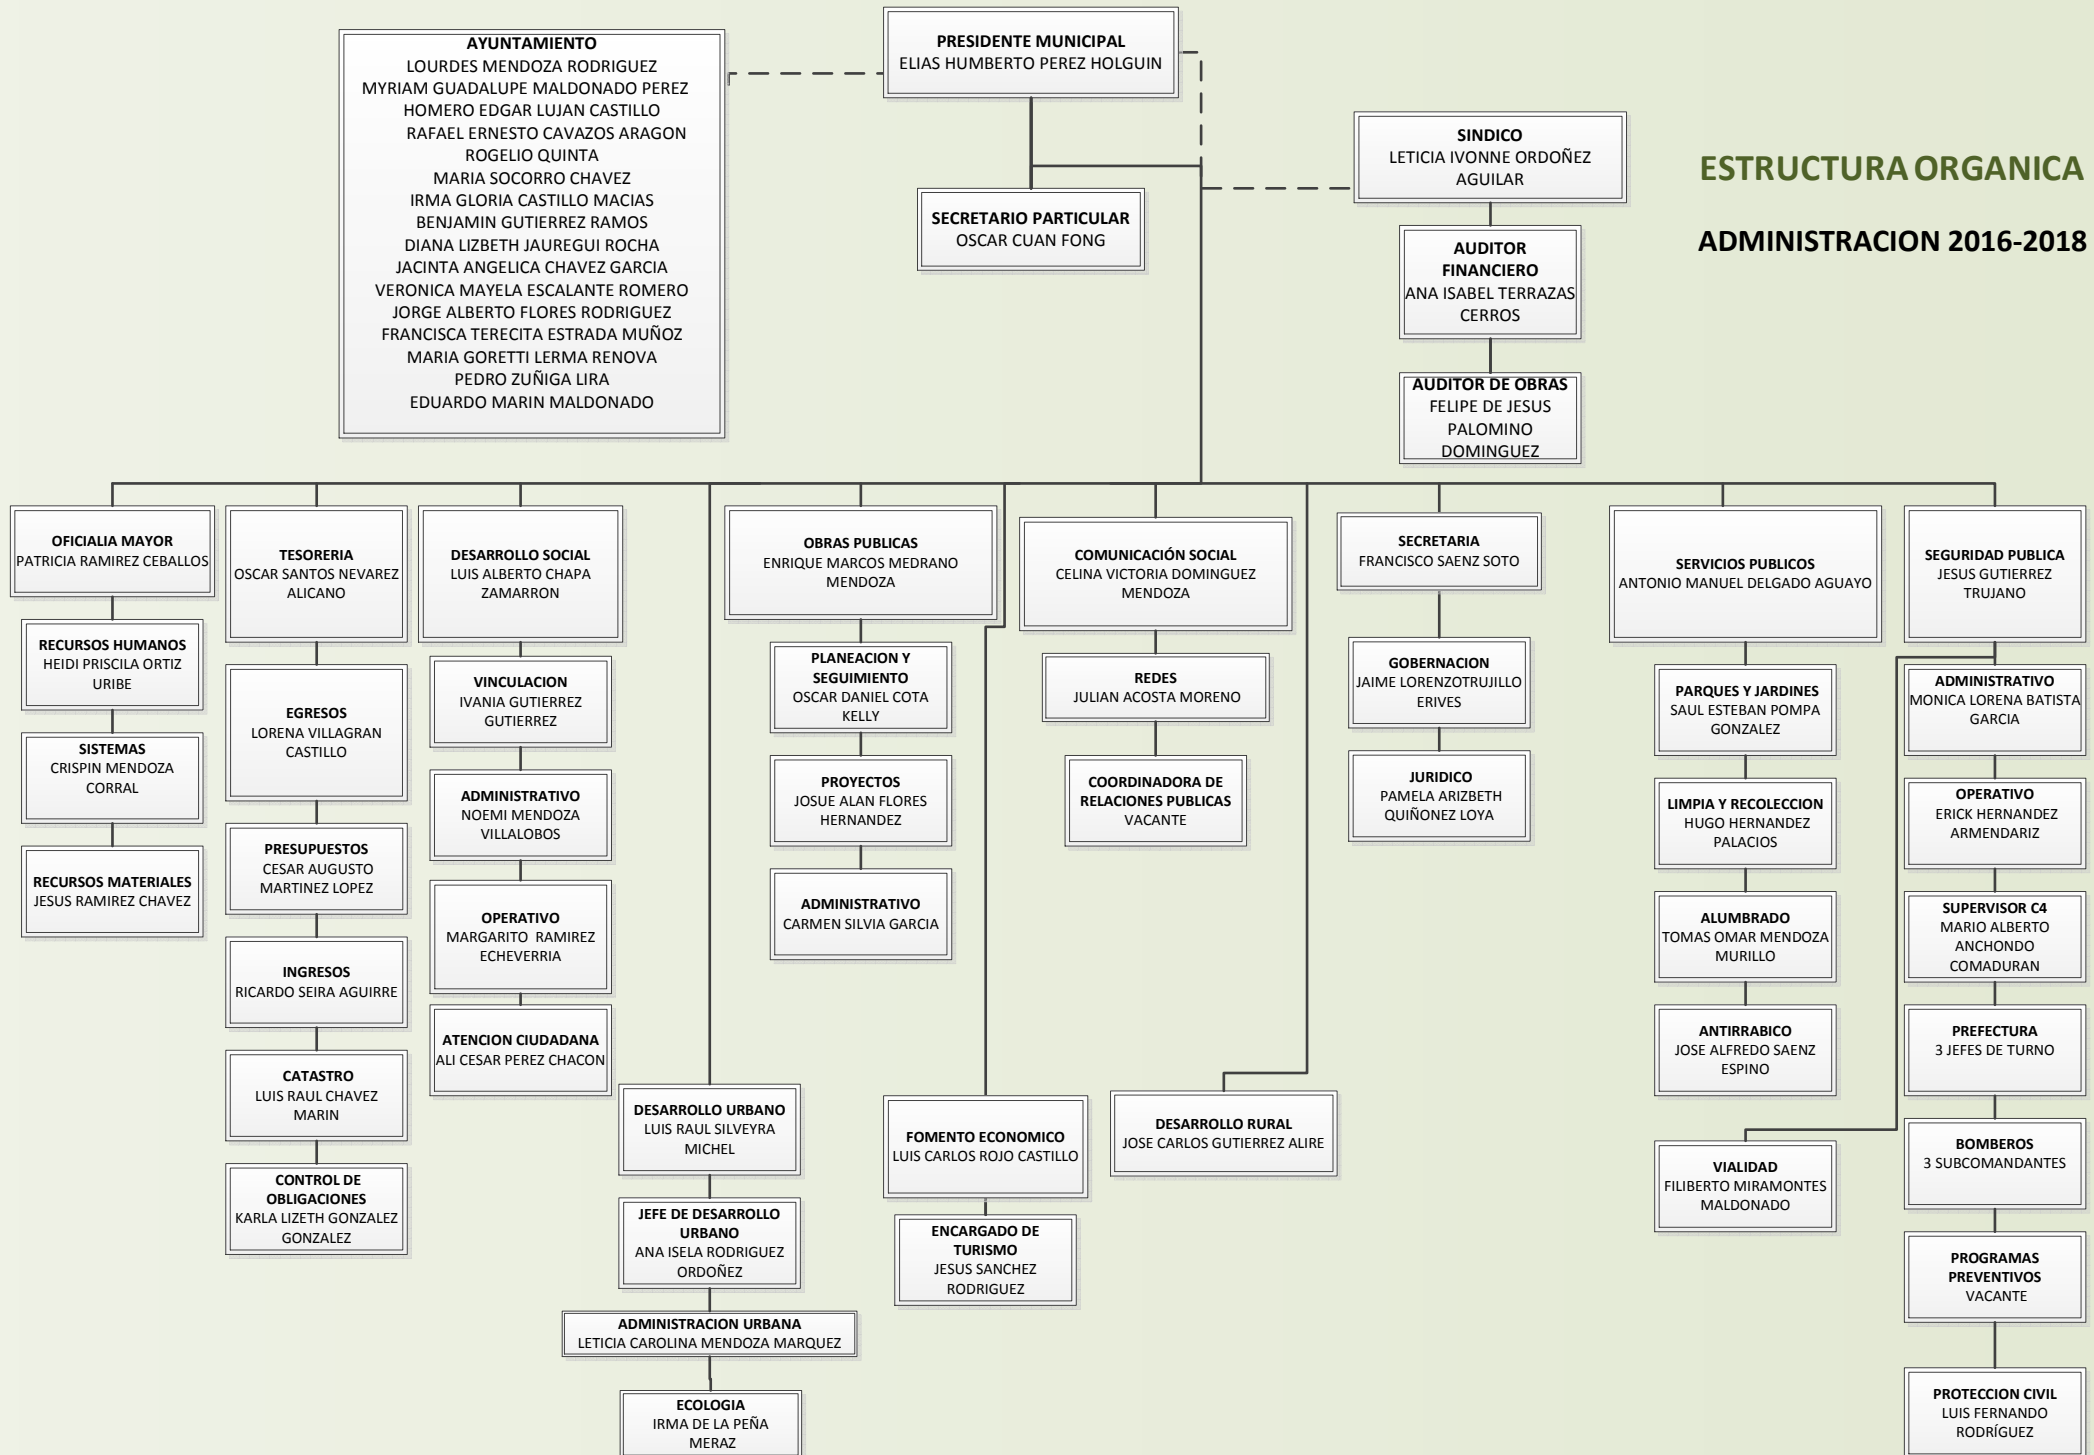 AYUNTAMIENTO
LOURDES MENDOZA RODRIGUEZ
MYRIAM GUADALUPE MALDONADO PEREZ
HOMERO EDGAR LUJAN CASTILLO
RAFAEL ERNESTO CAVAZOS ARAGON
ROGELIO QUINTA
MARIA SOCORRO CHAVEZ
IRMA GLORIA CASTILLO MACIAS
BENJAMIN GUTIERREZ RAMOS
DIANA LIZBETH JAUREGUI ROCHA
JACINTA ANGELICA CHAVEZ GARCIA
VERONICA MAYELA ESCALANTE ROMERO
JORGE ALBERTO FLORES RODRIGUEZ
FRANCISCA TERECITA ESTRADA MUÑOZ
MARIA GORETTI LERMA RENOVA
PEDRO ZUÑIGA LIRA
EDUARDO MARIN MALDONADO
PRESIDENTE MUNICIPAL
ELIAS HUMBERTO PEREZ HOLGUIN
SECRETARIO PARTICULAR
OSCAR CUAN FONG
SINDICO
LETICIA IVONNE ORDOÑEZ
AGUILAR
AUDITOR
FINANCIERO
ANA ISABEL TERRAZAS
CERROS
AUDITOR DE OBRAS
FELIPE DE JESUS
PALOMINO
DOMINGUEZ
ESTRUCTURA ORGANICA
ADMINISTRACION 2016-2018
OFICIALIA MAYOR
PATRICIA RAMIREZ CEBALLOS
RECURSOS HUMANOS
HEIDI PRISCILA ORTIZ
URIBE
SISTEMAS
CRISPIN MENDOZA
CORRAL
RECURSOS MATERIALES
JESUS RAMIREZ CHAVEZ
TESORERIA
OSCAR SANTOS NEVAREZ
ALICANO
EGRESOS
LORENA VILLAGRAN
CASTILLO
PRESUPUESTOS
CESAR AUGUSTO
MARTINEZ LOPEZ
INGRESOS
RICARDO SEIRA AGUIRRE
CATASTRO
LUIS RAUL CHAVEZ
MARIN
CONTROL DE
OBLIGACIONES
KARLA LIZETH GONZALEZ
GONZALEZ
DESARROLLO SOCIAL
LUIS ALBERTO CHAPA
ZAMARRON
VINCULACION
IVANIA GUTIERREZ
GUTIERREZ
ADMINISTRATIVO
NOEMI MENDOZA
VILLALOBOS
OPERATIVO
MARGARITO RAMIREZ
ECHEVERRIA
ATENCION CIUDADANA
ALI CESAR PEREZ CHACON
DESARROLLO URBANO
LUIS RAUL SILVEYRA
MICHEL
JEFE DE DESARROLLO
URBANO
ANA ISELA RODRIGUEZ
ORDOÑEZ
ADMINISTRACION URBANA
LETICIA CAROLINA MENDOZA MARQUEZ
ECOLOGIA
IRMA DE LA PEÑA
MERAZ
OBRAS PUBLICAS
ENRIQUE MARCOS MEDRANO
MENDOZA
PLANEACION Y
SEGUIMIENTO
OSCAR DANIEL COTA
KELLY
PROYECTOS
JOSUE ALAN FLORES
HERNANDEZ
ADMINISTRATIVO
CARMEN SILVIA GARCIA
FOMENTO ECONOMICO
LUIS CARLOS ROJO CASTILLO
ENCARGADO DE
TURISMO
JESUS SANCHEZ
RODRIGUEZ
COMUNICACIÓN SOCIAL
CELINA VICTORIA DOMINGUEZ
MENDOZA
REDES
JULIAN ACOSTA MORENO
COORDINADORA DE
RELACIONES PUBLICAS
VACANTE
DESARROLLO RURAL
JOSE CARLOS GUTIERREZ ALIRE
SECRETARIA
FRANCISCO SAENZ SOTO
GOBERNACION
JAIME LORENZOTRUJILLO
ERIVES
JURIDICO
PAMELA ARIZBETH
QUIÑONEZ LOYA
SERVICIOS PUBLICOS
ANTONIO MANUEL DELGADO AGUAYO
PARQUES Y JARDINES
SAUL ESTEBAN POMPA
GONZALEZ
LIMPIA Y RECOLECCION
HUGO HERNANDEZ
PALACIOS
ALUMBRADO
TOMAS OMAR MENDOZA
MURILLO
ANTIRRABICO
JOSE ALFREDO SAENZ
ESPINO
VIALIDAD
FILIBERTO MIRAMONTES
MALDONADO
SEGURIDAD PUBLICA
JESUS GUTIERREZ
TRUJANO
ADMINISTRATIVO
MONICA LORENA BATISTA
GARCIA
OPERATIVO
ERICK HERNANDEZ
ARMENDARIZ
SUPERVISOR C4
MARIO ALBERTO
ANCHONDO
COMADURAN
PREFECTURA
3 JEFES DE TURNO
BOMBEROS
3 SUBCOMANDANTES
PROGRAMAS
PREVENTIVOS
VACANTE
PROTECCION CIVIL
LUIS FERNANDO
RODRÍGUEZ